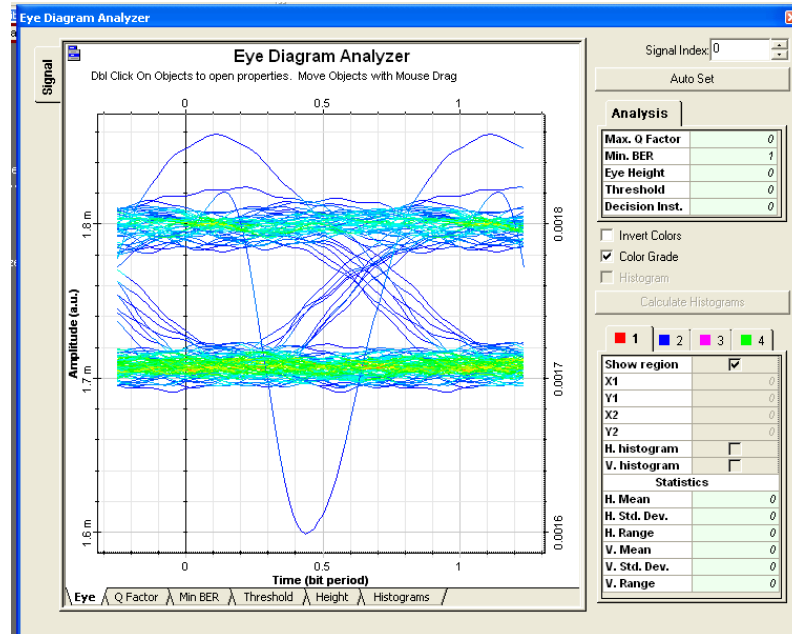 Eye Diagram Analyzer
Signal
Eye Diagram Analyzer
Dbl Click On Objects to open properties. Move Objects with Mouse Drag
0 0.5 1
1.8 m 0.0018
1.7 m 0.0017
1.6 m 0.0016
Amplitude (a.u.)
0 0.5 1
Time (bit period)
Eye Q Factor Min BER Threshold Height Histograms
Signal Index: 0
Auto Set
Analysis
Max. Q Factor 0
Min. BER 1
Eye Height 0
Threshold 0
Decision Inst. 0
Invert Colors
Color Grade
Histogram
Calculate Histograms
1 2 3 4
Show region
X1 0
Y1 0
X2 0
Y2 0
H. histogram
V. histogram
Statistics
H. Mean 0
H. Std. Dev. 0
H. Range 0
V. Mean 0
V. Std. Dev. 0
V. Range 0